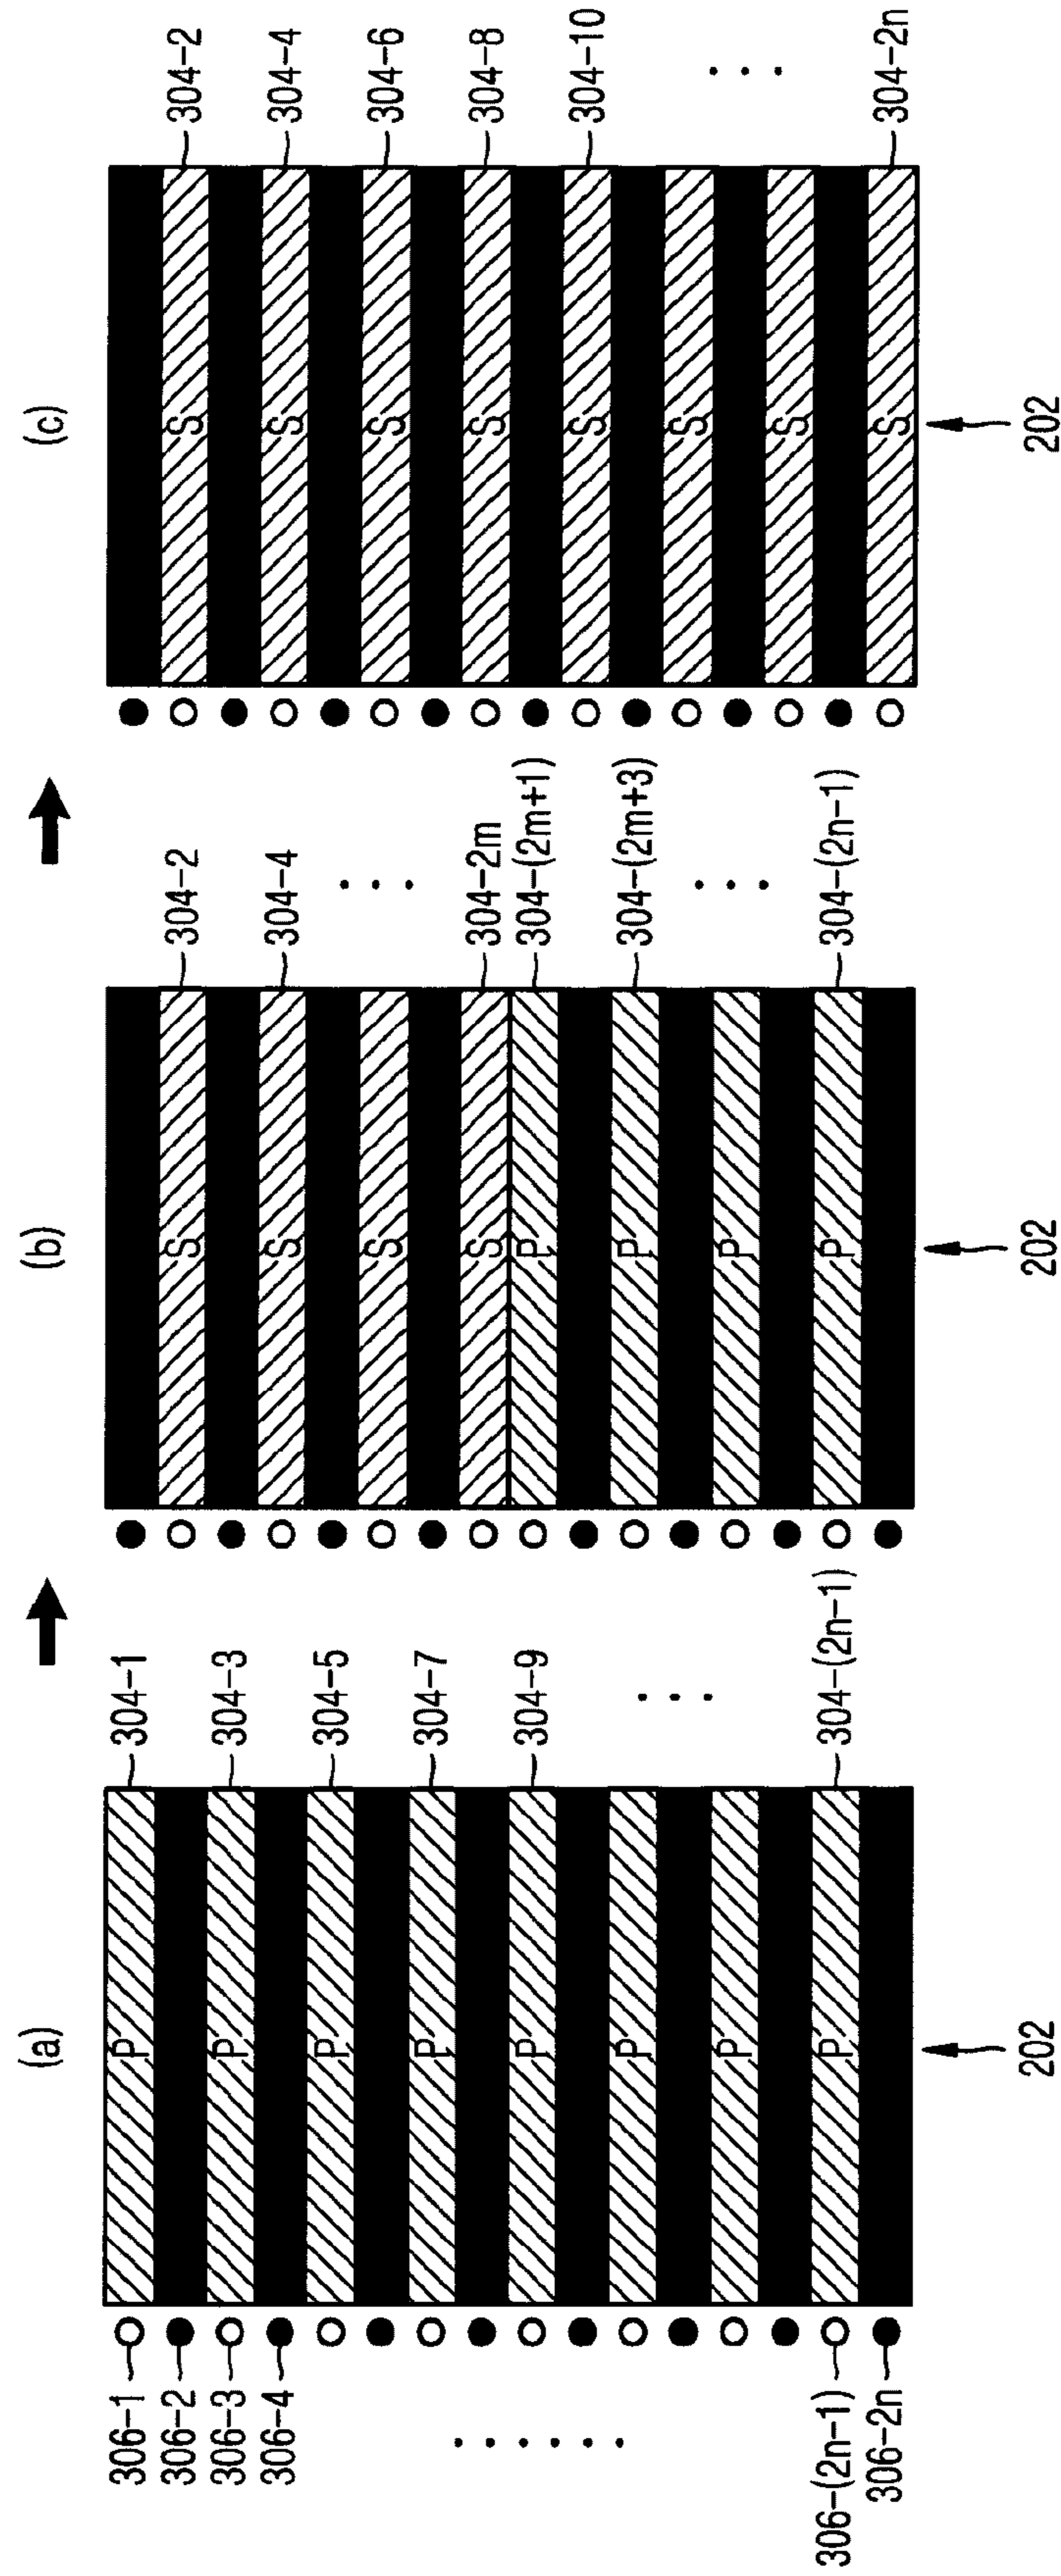 (a)
304-1
304-3
304-5
304-7
304-9
304-(2n-1)
P
P
P
P
P
P
P
P
306-1
306-2
306-3
306-4
306-(2n-1)
306-2n
202
(b)
304-2
304-4
304-2m
304-(2m+1)
304-(2m+3)
304-(2n-1)
S
S
S
S
P
P
P
P
202
(c)
304-2
304-4
304-6
304-8
304-10
304-2n
S
S
S
S
S
S
S
S
202